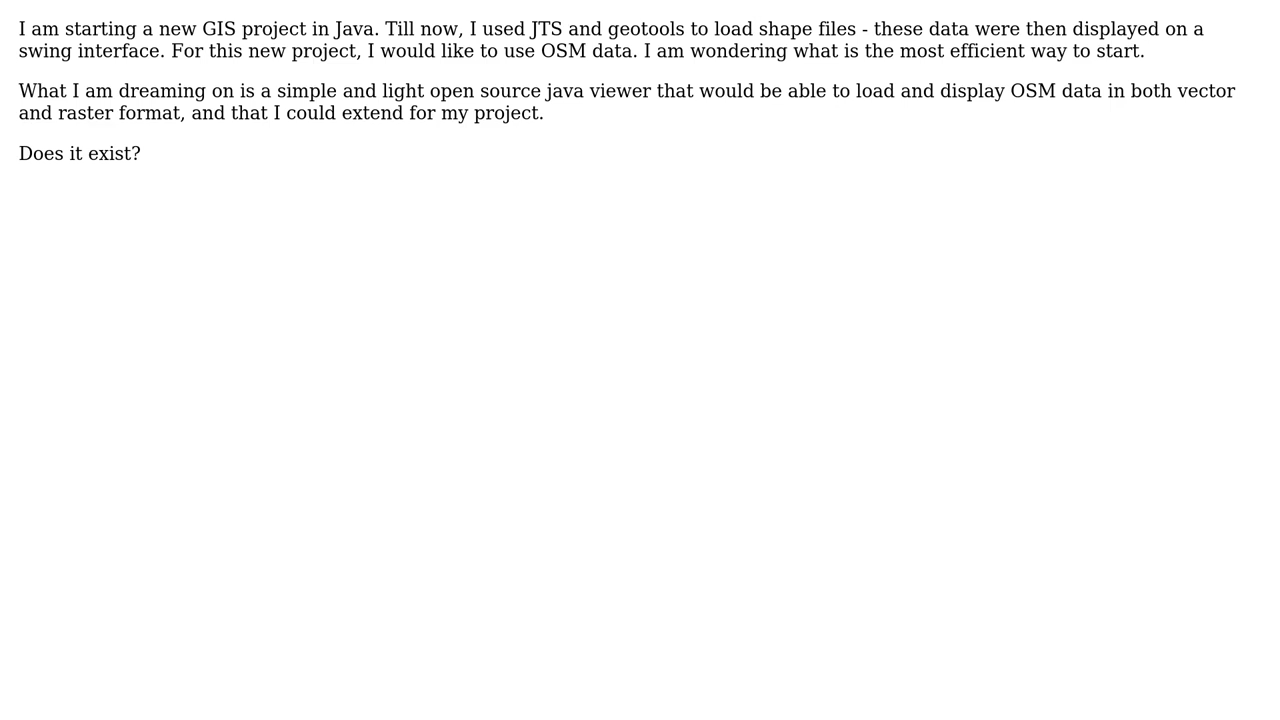 I am starting a new GIS project in Java. Till now, I used JTS and geotools to load shape files - these data were then displayed on a
swing interface. For this new project, I would like to use OSM data. I am wondering what is the most efficient way to start.
What I am dreaming on is a simple and light open source java viewer that would be able to load and display OSM data in both vector
and raster format, and that I could extend for my project.
Does it exist?